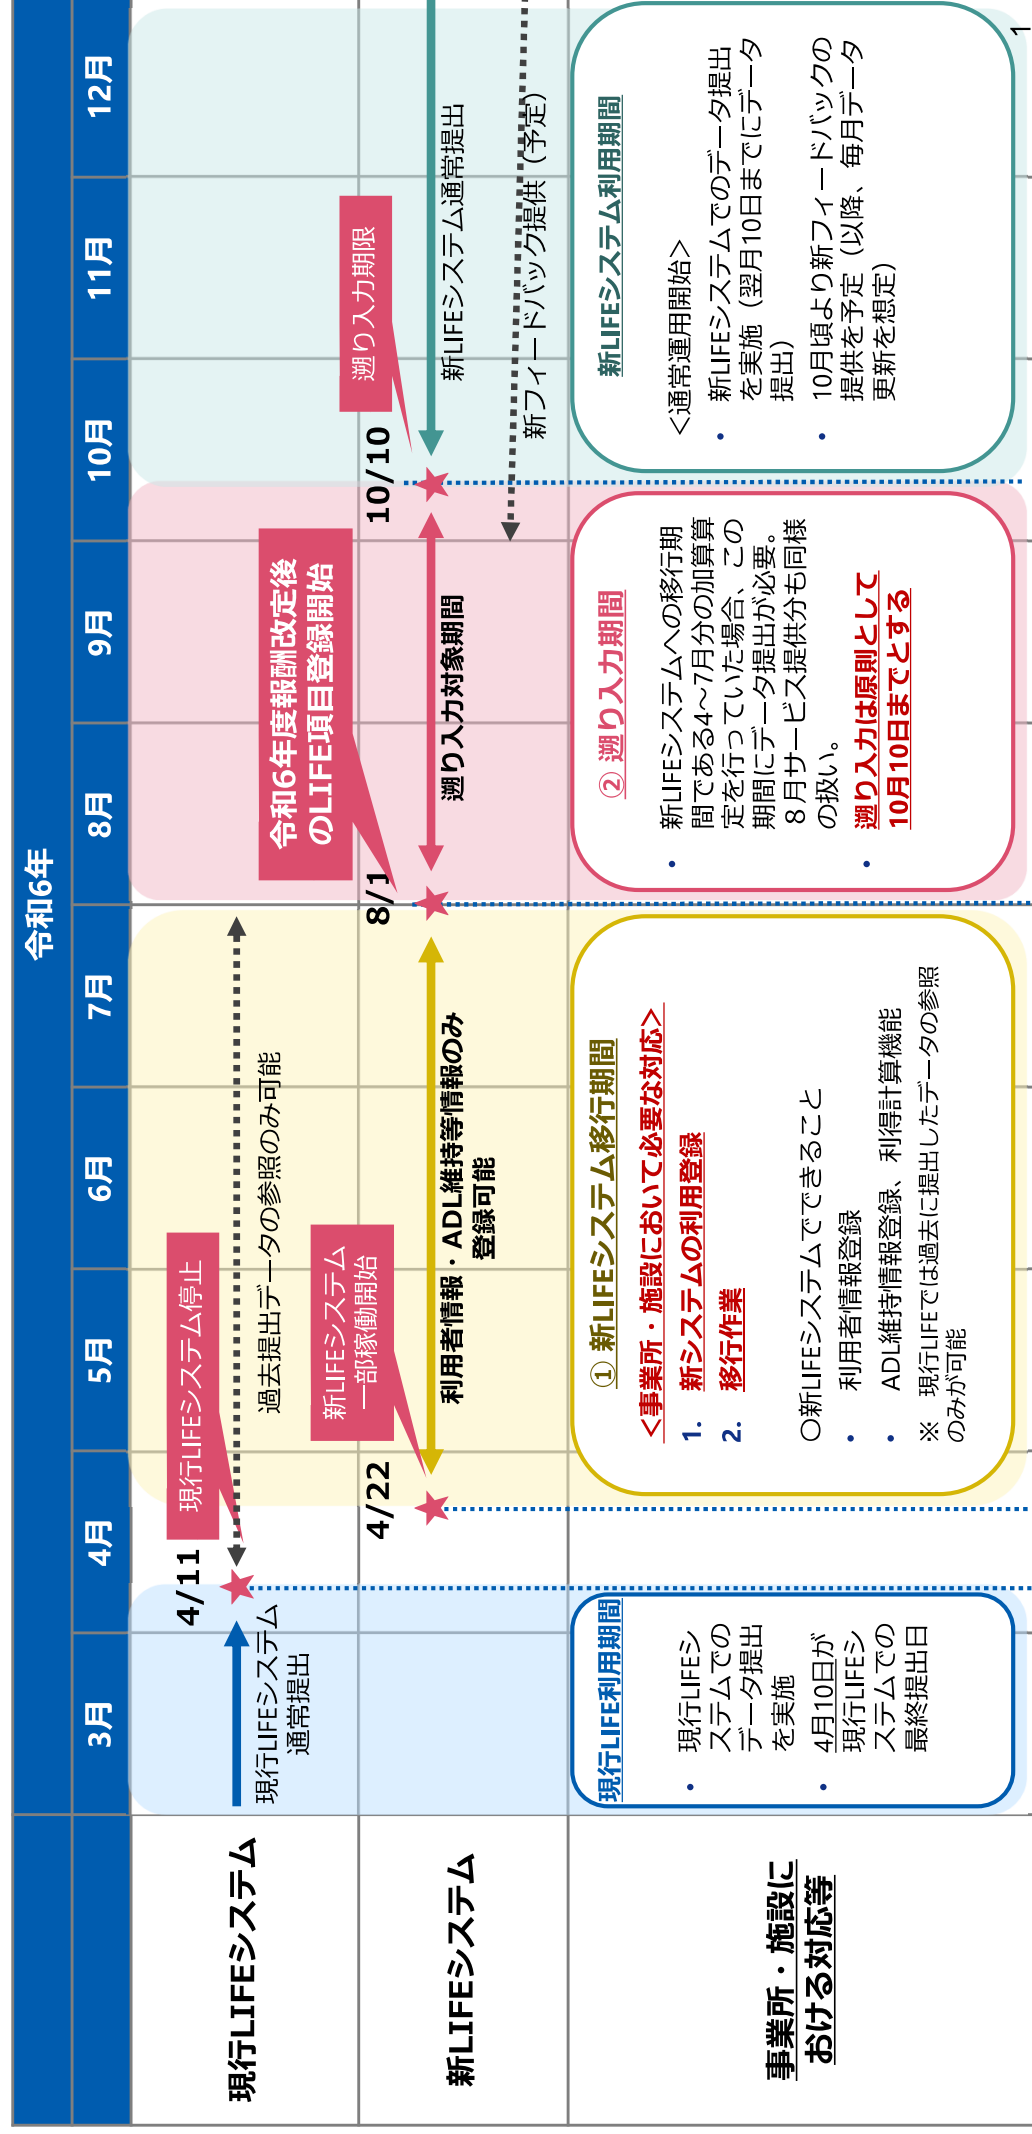 令和6年
3月
4月
5月
6月
7月
8月
9月
10月
11月
12月
現行LIFEシステム
4/11
現行LIFEシステム停止
現行LIFEシステム
通常提出
過去提出データの参照のみ可能
新LIFEシステム
4/22
新LIFEシステム
一部稼働開始
利用者情報・ADL維持等情報のみ
登録可能
8/1
令和6年度報酬改定後
のLIFE項目登録開始
遡り入力対象期間
10/10
遡り入力期限
新LIFEシステム通常提出
新フィードバック提供（予定）
事業所・施設に
おける対応等
現行LIFE利用期間
• 現行LIFEシ
ステムでの
データ提出
を実施
• 4月10日が
現行LIFEシ
ステムでの
最終提出日
① 新LIFEシステム移行期間
<事業所・施設において必要な対応>
1. 新システムの利用登録
2. 移行作業
〇新LIFEシステムでできること
• 利用者情報登録
• ADL維持情報登録、利得計算機能
※ 現行LIFEでは過去に提出したデータの参照
のみが可能
② 遡り入力期間
• 新LIFEシステムへの移行期
間である4～7月分の加算算
定を行っていた場合、この
期間にデータ提出が必要。
８月サービス提供分も同様
の扱い。
• 遡り入力は原則として
10月10日までとする
新LIFEシステム利用期間
<通常運用開始>
• 新LIFEシステムでのデータ提出
を実施（翌月10日までにデータ
提出）
• 10月頃より新フィードバックの
提供を予定（以降、毎月データ
更新を想定）
1